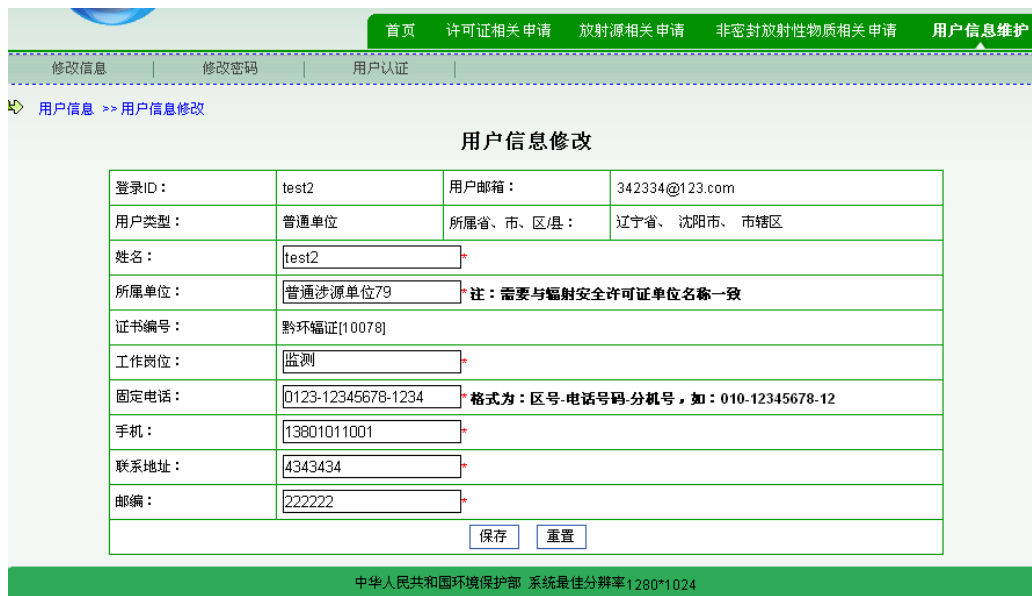 首页 许可证相关申请 放射源相关申请 非密封放射性物质相关申请 用户信息维护
修改信息 | 修改密码 | 用户认证 |
用户信息 >> 用户信息修改
用户信息修改
登录ID： test2 用户邮箱： 342334@123.com
用户类型： 普通单位 所属省、市、区/县： 辽宁省、 沈阳市、 市辖区
姓名： test2 *
所属单位： 普通涉源单位79 *注：需要与辐射安全许可证单位名称一致
证书编号： 黔环辐证[10078]
工作岗位： 监测 *
固定电话： 0123-12345678-1234 *格式为：区号-电话号码-分机号，如：010-12345678-12
手机： 13801011001 *
联系地址： 4343434 *
邮编： 222222 *
保存 重置
中华人民共和国环境保护部 系统最佳分辨率1280*1024